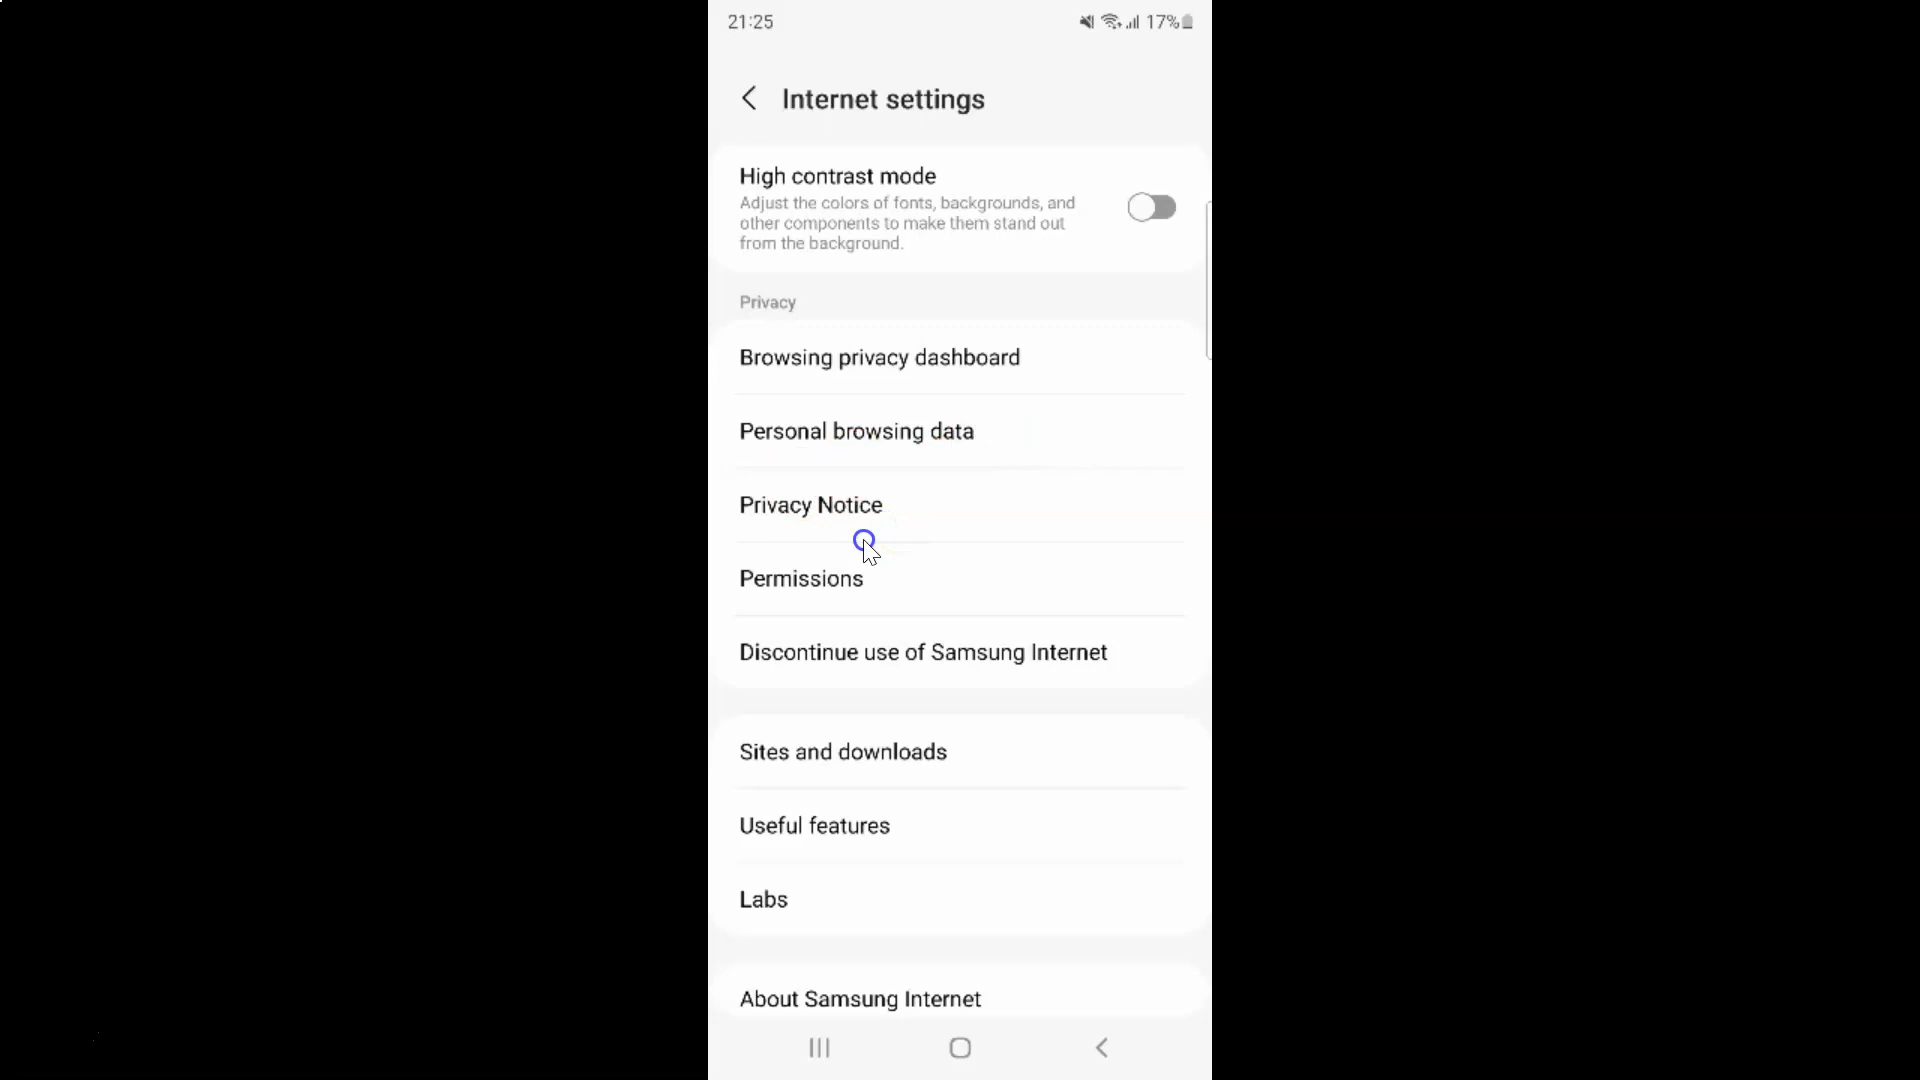 21:25
17%
Internet settings
High contrast mode
Adjust the colors of fonts, backgrounds, and
other components to make them stand out
from the background.
Privacy
Browsing privacy dashboard
Personal browsing data
Privacy Notice
Permissions
Discontinue use of Samsung Internet
Sites and downloads
Useful features
Labs
About Samsung Internet